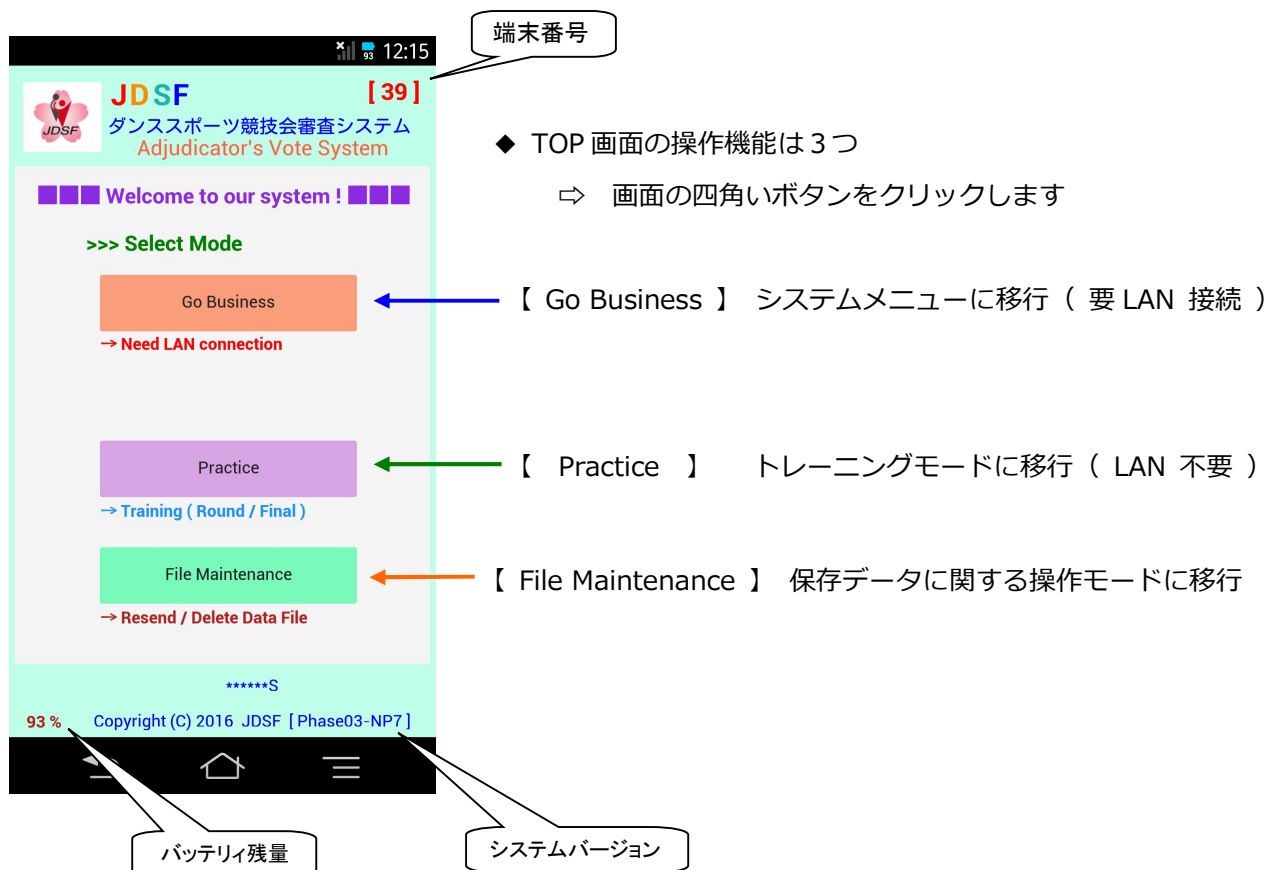 端末番号
93 12:15
JDSF
[ 39 ]
JDSF
ダンススポーツ競技会審査システム
Adjudicator's Vote System
◆ TOP 画面の操作機能は３つ
⇨ 画面の四角いボタンをクリックします
■■■ Welcome to our system ! ■■■
>>> Select Mode
Go Business
【 Go Business 】 システムメニューに移行（ 要 LAN 接続 ）
→ Need LAN connection
Practice
【 Practice 】 トレーニングモードに移行（ LAN 不要 ）
→ Training ( Round / Final )
File Maintenance
【 File Maintenance 】 保存データに関する操作モードに移行
→ Resend / Delete Data File
******S
93 % Copyright (C) 2016 JDSF [ Phase03-NP7 ]
バッテリィ残量
システムバージョン